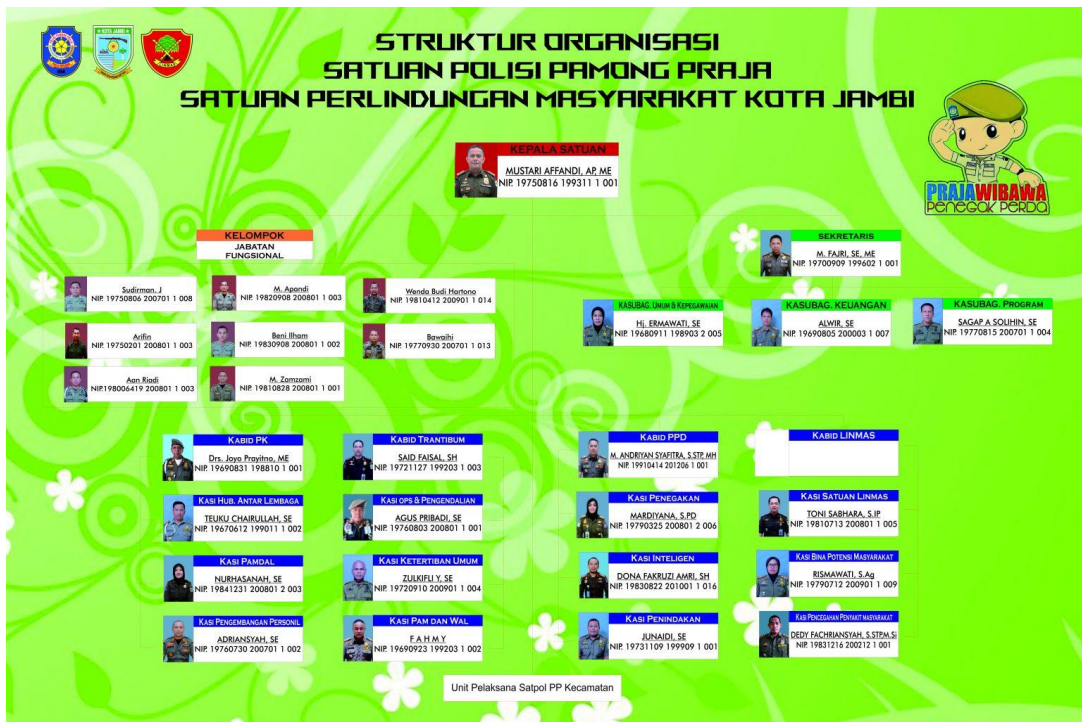 STRUKTUR ORGANISASI
SATUAN POLISI PAMONG PRAJA
SATUAN PERLINDUNGAN MASYARAKAT KOTA JAMBI
KOTA JAMBI
LINMAS
PRAJAWIBAWA
PENEGAK PERDA
KEPALA SATUAN
MUSTARI AFFANDI, AP, ME
NIP. 19750816 199311 1 001
KELOMPOK
JABATAN
FUNGSIONAL
SEKRETARIS
M. FAJRI, SE, ME
NIP. 19700909 199602 1 001
Sudirman. J
NIP. 19750806 200701 1 008
M. Apandi
NIP. 19820908 200801 1 003
Wenda Budi Hartono
NIP. 19810412 200901 1 014
Arifin
NIP. 19750201 200801 1 003
Beni Ilham
NIP. 19830908 200801 1 002
Bawaihi
NIP. 19770930 200701 1 013
Aan Riadi
NIP.198006419 200801 1 003
M. Zamzami
NIP. 19810828 200801 1 001
KASUBAG. UMUM & KEPEGAWAIAN
Hj. ERMAWATI, SE
NIP. 19680911 198903 2 005
KASUBAG. KEUANGAN
ALWIR, SE
NIP. 19690805 200003 1 007
KASUBAG. PROGRAM
SAGAP A SOLIHIN, SE
NIP. 19770815 200701 1 004
KABID PK
Drs. Joyo Prayitno, ME
NIP. 19690831 198810 1 001
KABID TRANTIBUM
SAID FAISAL, SH
NIP. 19721127 199203 1 003
KABID PPD
M. ANDRIYAN SYAFITRA, S.STP, MH
NIP. 19910414 201206 1 001
KABID LINMAS
KASI HUB. ANTAR LEMBAGA
TEUKU CHAIRULLAH, SE
NIP. 19670612 199011 1 002
KASI OPS & PENGENDALIAN
AGUS PRIBADI, SE
NIP. 19760803 200801 1 001
KASI PENEGAKAN
MARDIYANA, S.PD
NIP. 19790325 200801 2 006
KASI SATUAN LINMAS
TONI SABHARA, S.IP
NIP. 19810713 200801 1 005
KASI PAMDAL
NURHASANAH, SE
NIP. 19841231 200801 2 003
KASI KETERTIBAN UMUM
ZULKIFLI Y, SE
NIP. 19720910 200901 1 004
KASI INTELIGEN
DONA FAKRUZI AMRI, SH
NIP. 19830822 201001 1 016
KASI BINA POTENSI MASYARAKAT
RISMAWATI, S.Ag
NIP. 19790712 200901 1 009
KASI PENGEMBANGAN PERSONIL
ADRIANSYAH, SE
NIP. 19760730 200701 1 002
KASI PAM DAN WAL
F A H M Y
NIP. 19690923 199203 1 002
KASI PENINDAKAN
JUNAIDI, SE
NIP. 19731109 199909 1 001
KASI PENCEGAHAN PENYAKIT MASYARAKAT
DEDY FACHRIANSYAH, S.STP,M.Si
NIP. 19831216 200212 1 001
Unit Pelaksana Satpol PP Kecamatan